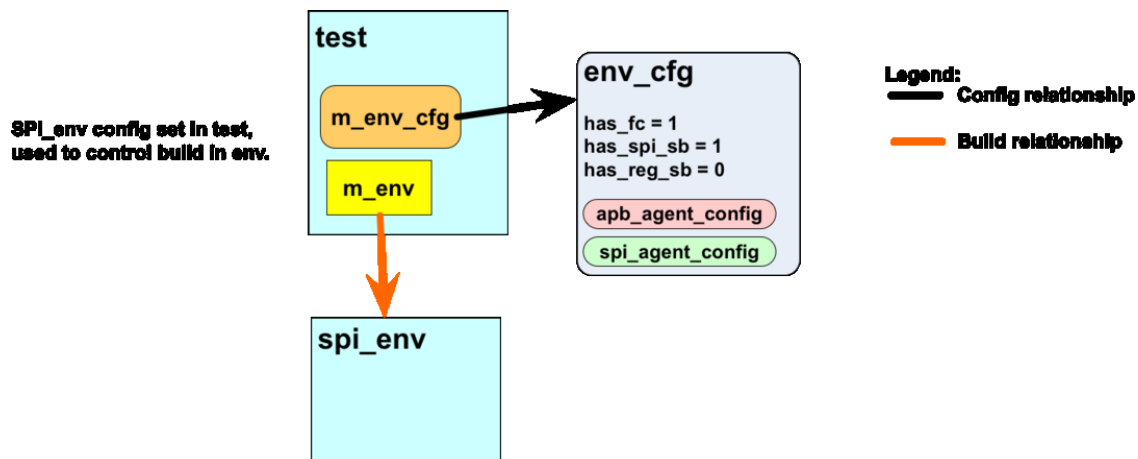 test
m_env_cfg
m_env
SPI_env config set in test,
used to control build in env.
env_cfg
has_fc = 1
has_spi_sb = 1
has_reg_sb = 0
apb_agent_config
spi_agent_config
Legend:
Config relationship
Build relationship
spi_env